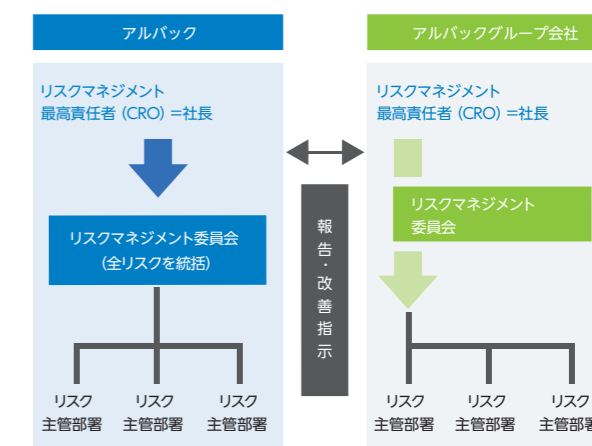 アルバック
リスクマネジメント
最高責任者 (CRO) ＝社長
リスクマネジメント委員会
(全リスクを統括)
リスク
主管部署
リスク
主管部署
リスク
主管部署
報告・改善指示
アルバックグループ会社
リスクマネジメント
最高責任者 (CRO) ＝社長
リスクマネジメント
委員会
リスク
主管部署
リスク
主管部署
リスク
主管部署